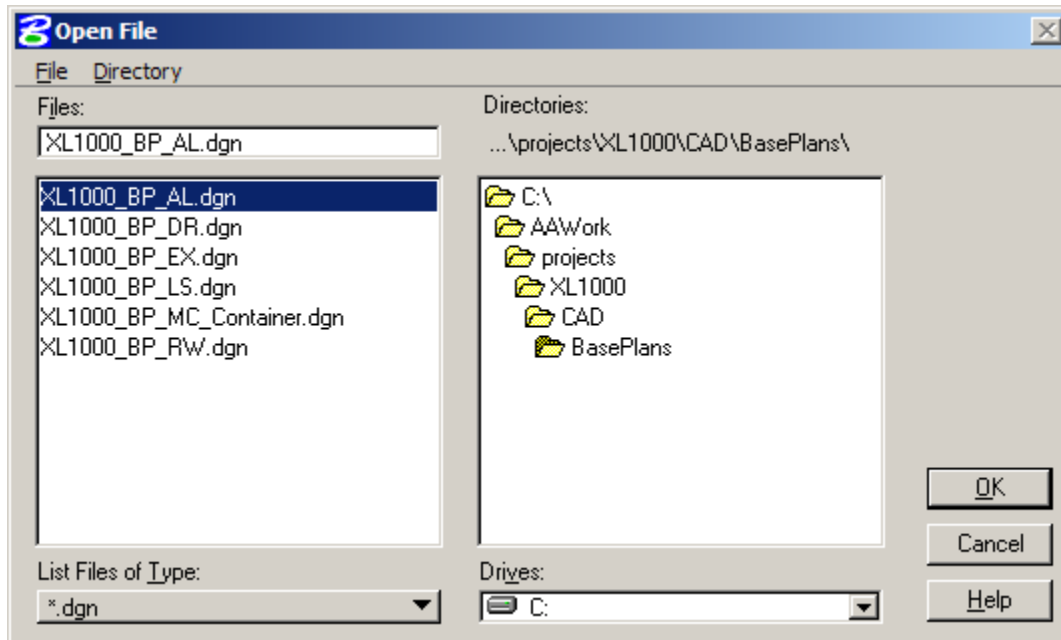 Open File
File Directory
Files:
XL1000_BP_AL.dgn
XL1000_BP_AL.dgn
XL1000_BP_DR.dgn
XL1000_BP_EX.dgn
XL1000_BP_LS.dgn
XL1000_BP_MC_Container.dgn
XL1000_BP_RW.dgn
List Files of Type:
*.dgn
Directories:
...\projects\XL1000\CAD\BasePlans\
C:\
AAWork
projects
XL1000
CAD
BasePlans
Drives:
C:
OK
Cancel
Help